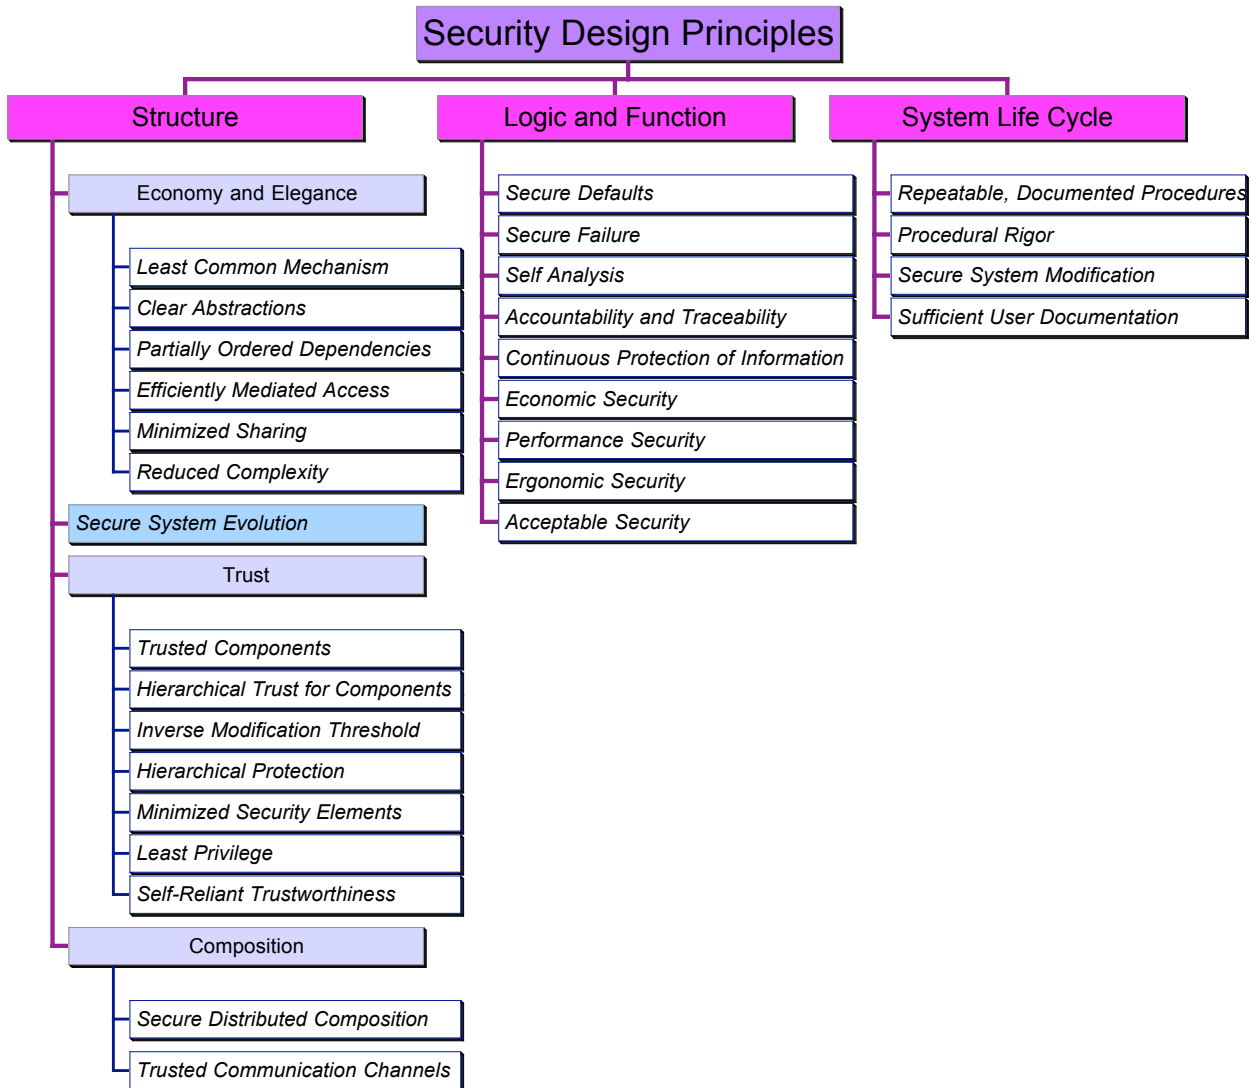 Security Design Principles
Structure
Economy and Elegance
Least Common Mechanism
Clear Abstractions
Partially Ordered Dependencies
Efficiently Mediated Access
Minimized Sharing
Reduced Complexity
Secure System Evolution
Trust
Trusted Components
Hierarchical Trust for Components
Inverse Modification Threshold
Hierarchical Protection
Minimized Security Elements
Least Privilege
Self-Reliant Trustworthiness
Composition
Secure Distributed Composition
Trusted Communication Channels
Logic and Function
Secure Defaults
Secure Failure
Self Analysis
Accountability and Traceability
Continuous Protection of Information
Economic Security
Performance Security
Ergonomic Security
Acceptable Security
System Life Cycle
Repeatable, Documented Procedures
Procedural Rigor
Secure System Modification
Sufficient User Documentation